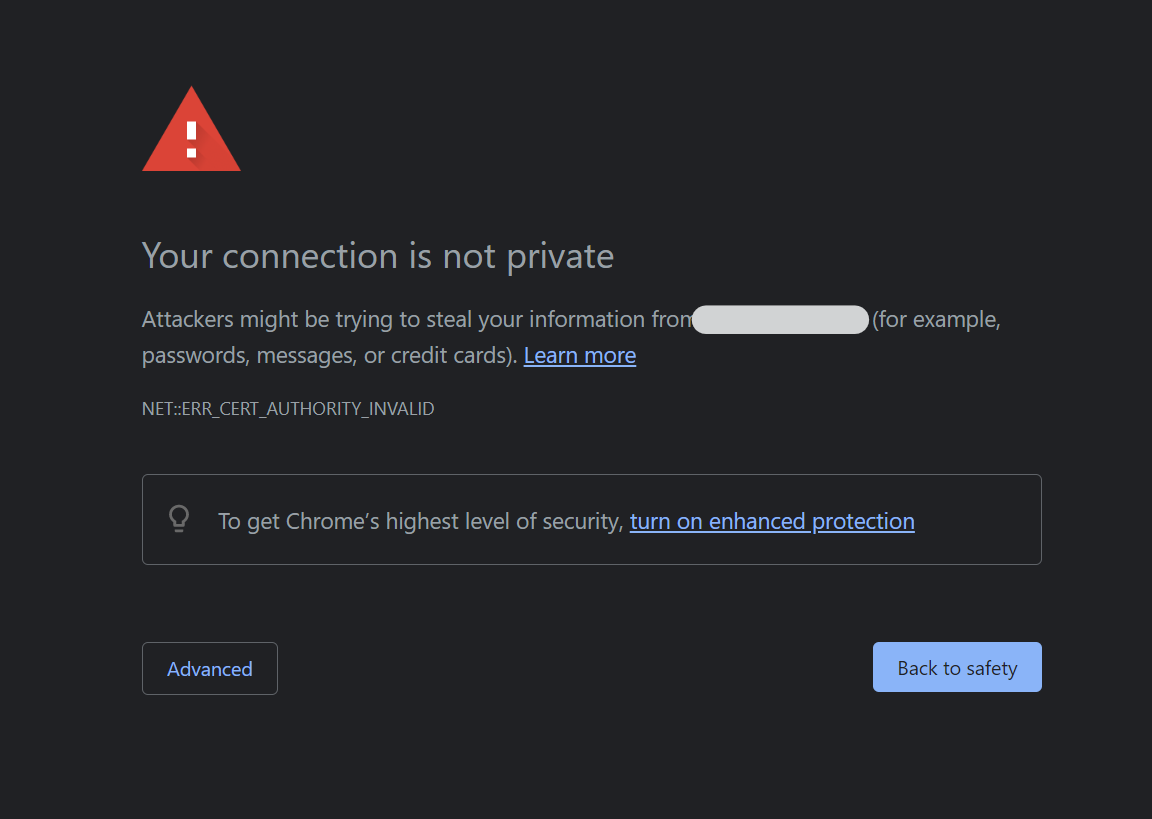 Your connection is not private
Attackers might be trying to steal your information from (for example,
passwords, messages, or credit cards). Learn more
NET::ERR_CERT_AUTHORITY_INVALID
To get Chrome’s highest level of security, turn on enhanced protection
Advanced
Back to safety